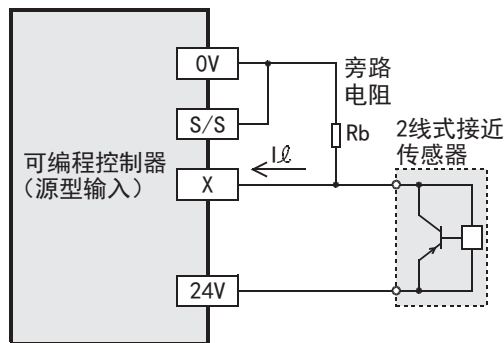 0V
旁路
电阻
S/S
Rb
2线式接近
传感器
可编程控制器
（源型输入）
Iℓ
X
24V